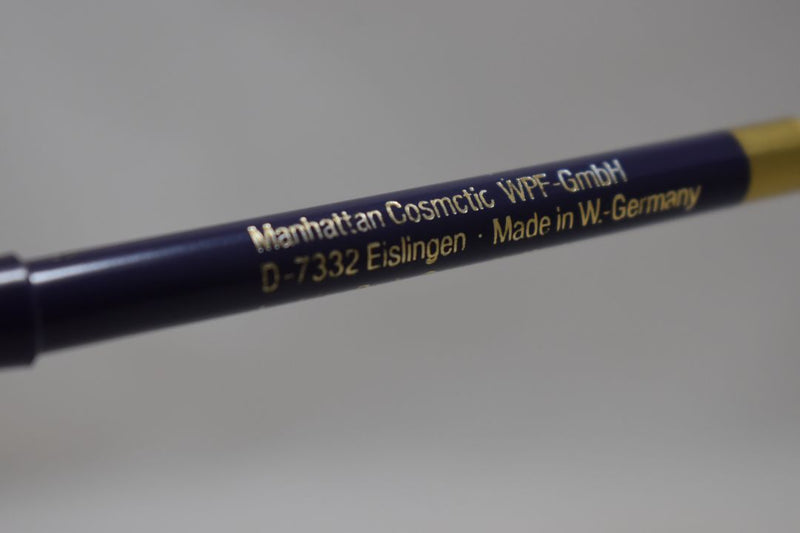 Manhattan Cosmetic WPF-GmbH
D-7332 Eislingen · Made in W.-Germany